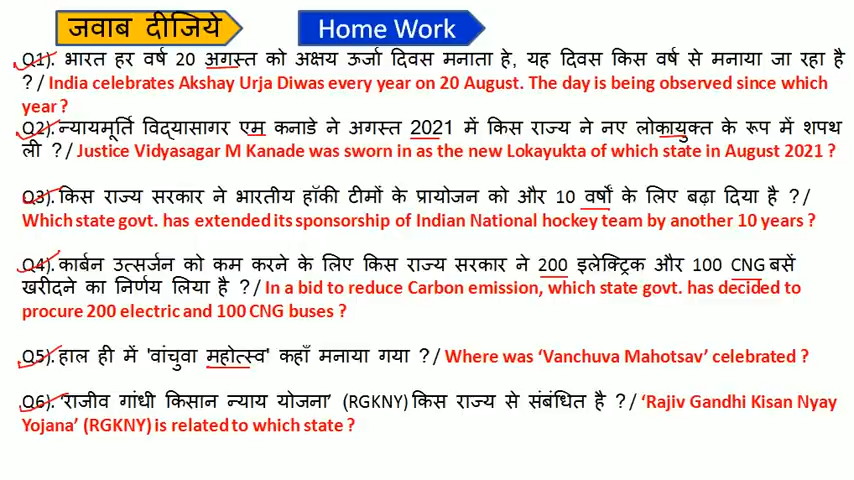 जवाब दीजिये
Home Work
Q1). भारत हर वर्ष 20 अगस्त को अक्षय ऊर्जा दिवस मनाता हे, यह दिवस किस वर्ष से मनाया जा रहा है
? / India celebrates Akshay Urja Diwas every year on 20 August. The day is being observed since which
year ?
Q2). न्यायमूर्ति विद्यासागर एम कनाडे ने अगस्त 2021 में किस राज्य ने नए लोकायुक्त के रूप में शपथ
ली ? / Justice Vidyasagar M Kanade was sworn in as the new Lokayukta of which state in August 2021 ?
Q3). किस राज्य सरकार ने भारतीय हॉकी टीमों के प्रायोजन को और 10 वर्षों के लिए बढ़ा दिया है ? /
Which state govt. has extended its sponsorship of Indian National hockey team by another 10 years ?
Q4). कार्बन उत्सर्जन को कम करने के लिए किस राज्य सरकार ने 200 इलेक्ट्रिक और 100 CNG बसें
खरीदने का निर्णय लिया है ? / In a bid to reduce Carbon emission, which state govt. has decided to
procure 200 electric and 100 CNG buses ?
Q5). हाल ही में 'वांचुवा महोत्स्व' कहाँ मनाया गया ? / Where was ‘Vanchuva Mahotsav’ celebrated ?
Q6). ‘राजीव गांधी किसान न्याय योजना’ (RGKNY) किस राज्य से संबंधित है ? / ‘Rajiv Gandhi Kisan Nyay
Yojana’ (RGKNY) is related to which state ?